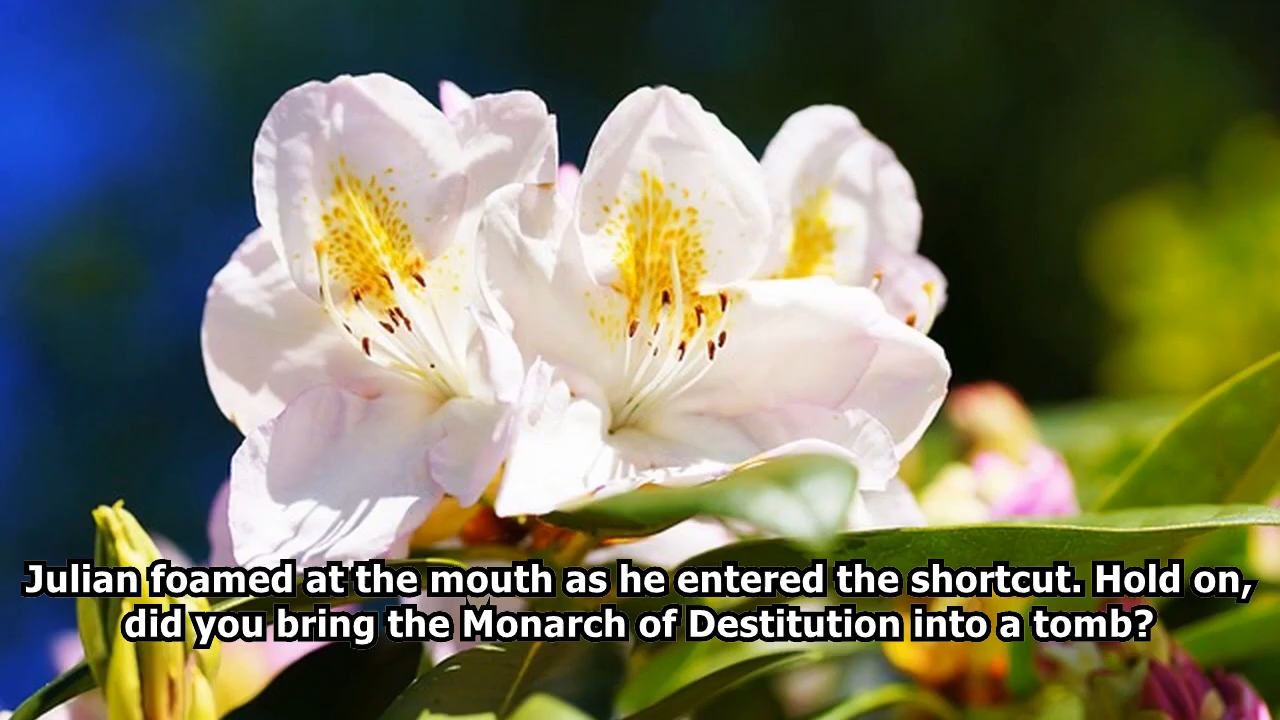 Julian foamed at the mouth as he entered the shortcut. Hold on,
did you bring the Monarch of Destitution into a tomb?